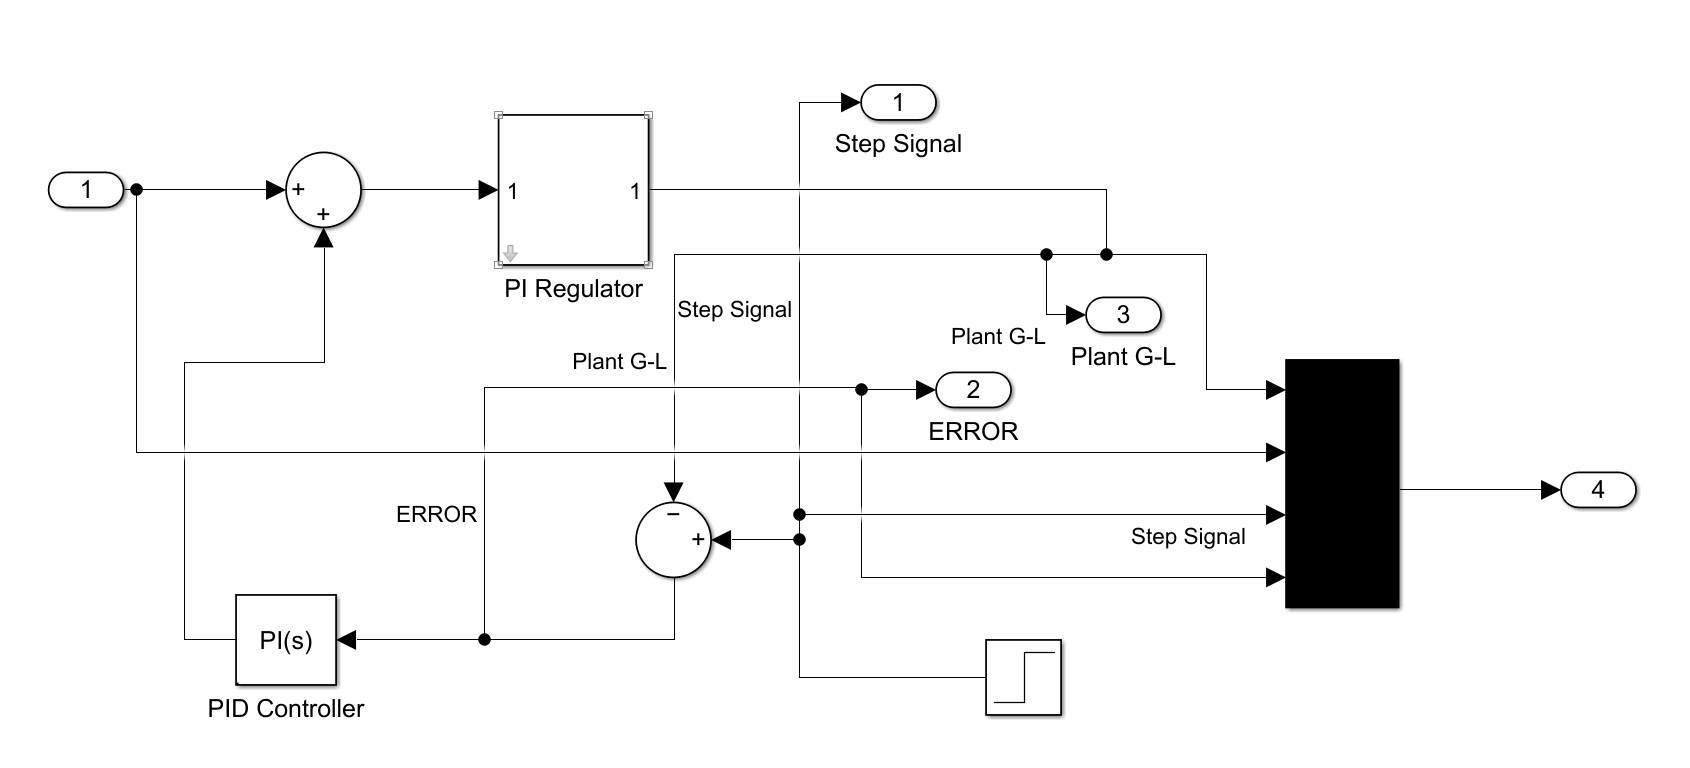 1
Step Signal
1
+
+
1
1
PI Regulator
Step Signal
3
Plant G-L
Plant G-L
Plant G-L
2
ERROR
ERROR
−
+
Step Signal
4
PI(s)
PID Controller